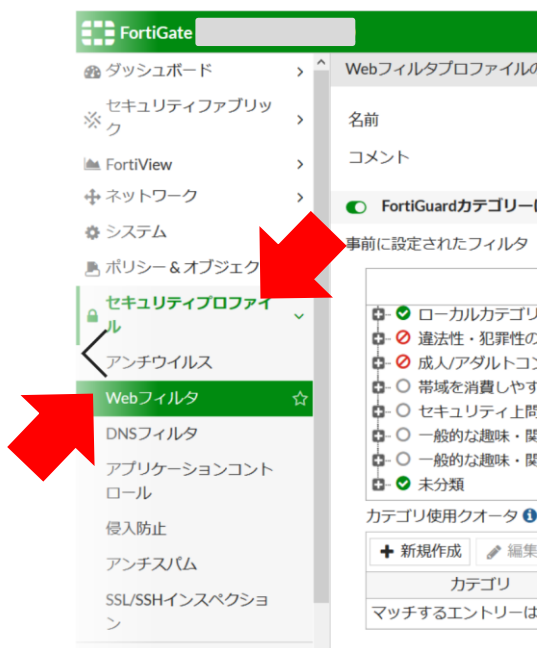 FortiGate
ダッシュボード
セキュリティファブリッ
ク
FortiView
ネットワーク
システム
ポリシー＆オブジェク
セキュリティプロファイ
ル
アンチウイルス
Webフィルタ
DNSフィルタ
アプリケーションコント
ロール
侵入防止
アンチスパム
SSL/SSHインスペクショ
ン
Webフィルタプロファイルの
名前
コメント
FortiGuardカテゴリー
事前に設定されたフィルタ
ローカルカテゴリ
違法性・犯罪性の
成人/アダルトコン
帯域を消費しやす
セキュリティ上問
一般的な趣味・関
一般的な趣味・関
未分類
カテゴリ使用クオータ
新規作成 編集
カテゴリ
マッチするエントリーは